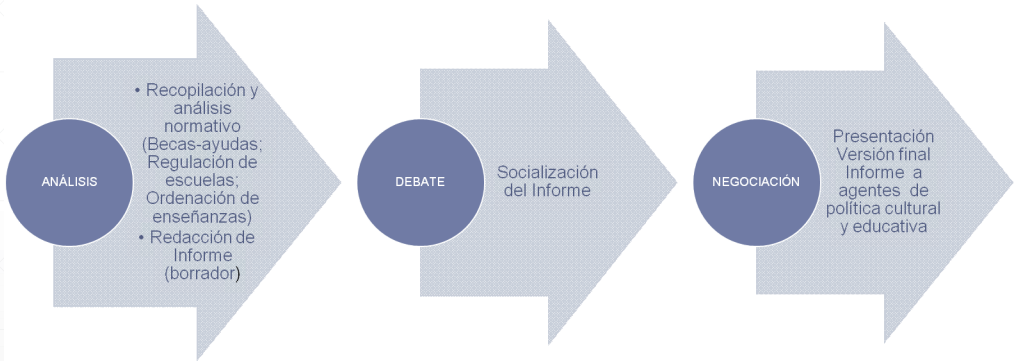 ANÁLISIS
• Recopilación y
análisis
normativo
(Becas-ayudas;
Regulación de
escuelas;
Ordenación de
enseñanzas)
• Redacción de
Informe
(borrador)
DEBATE
Socialización
del Informe
NEGOCIACIÓN
Presentación
Versión final
Informe a
agentes de
política cultural
y educativa